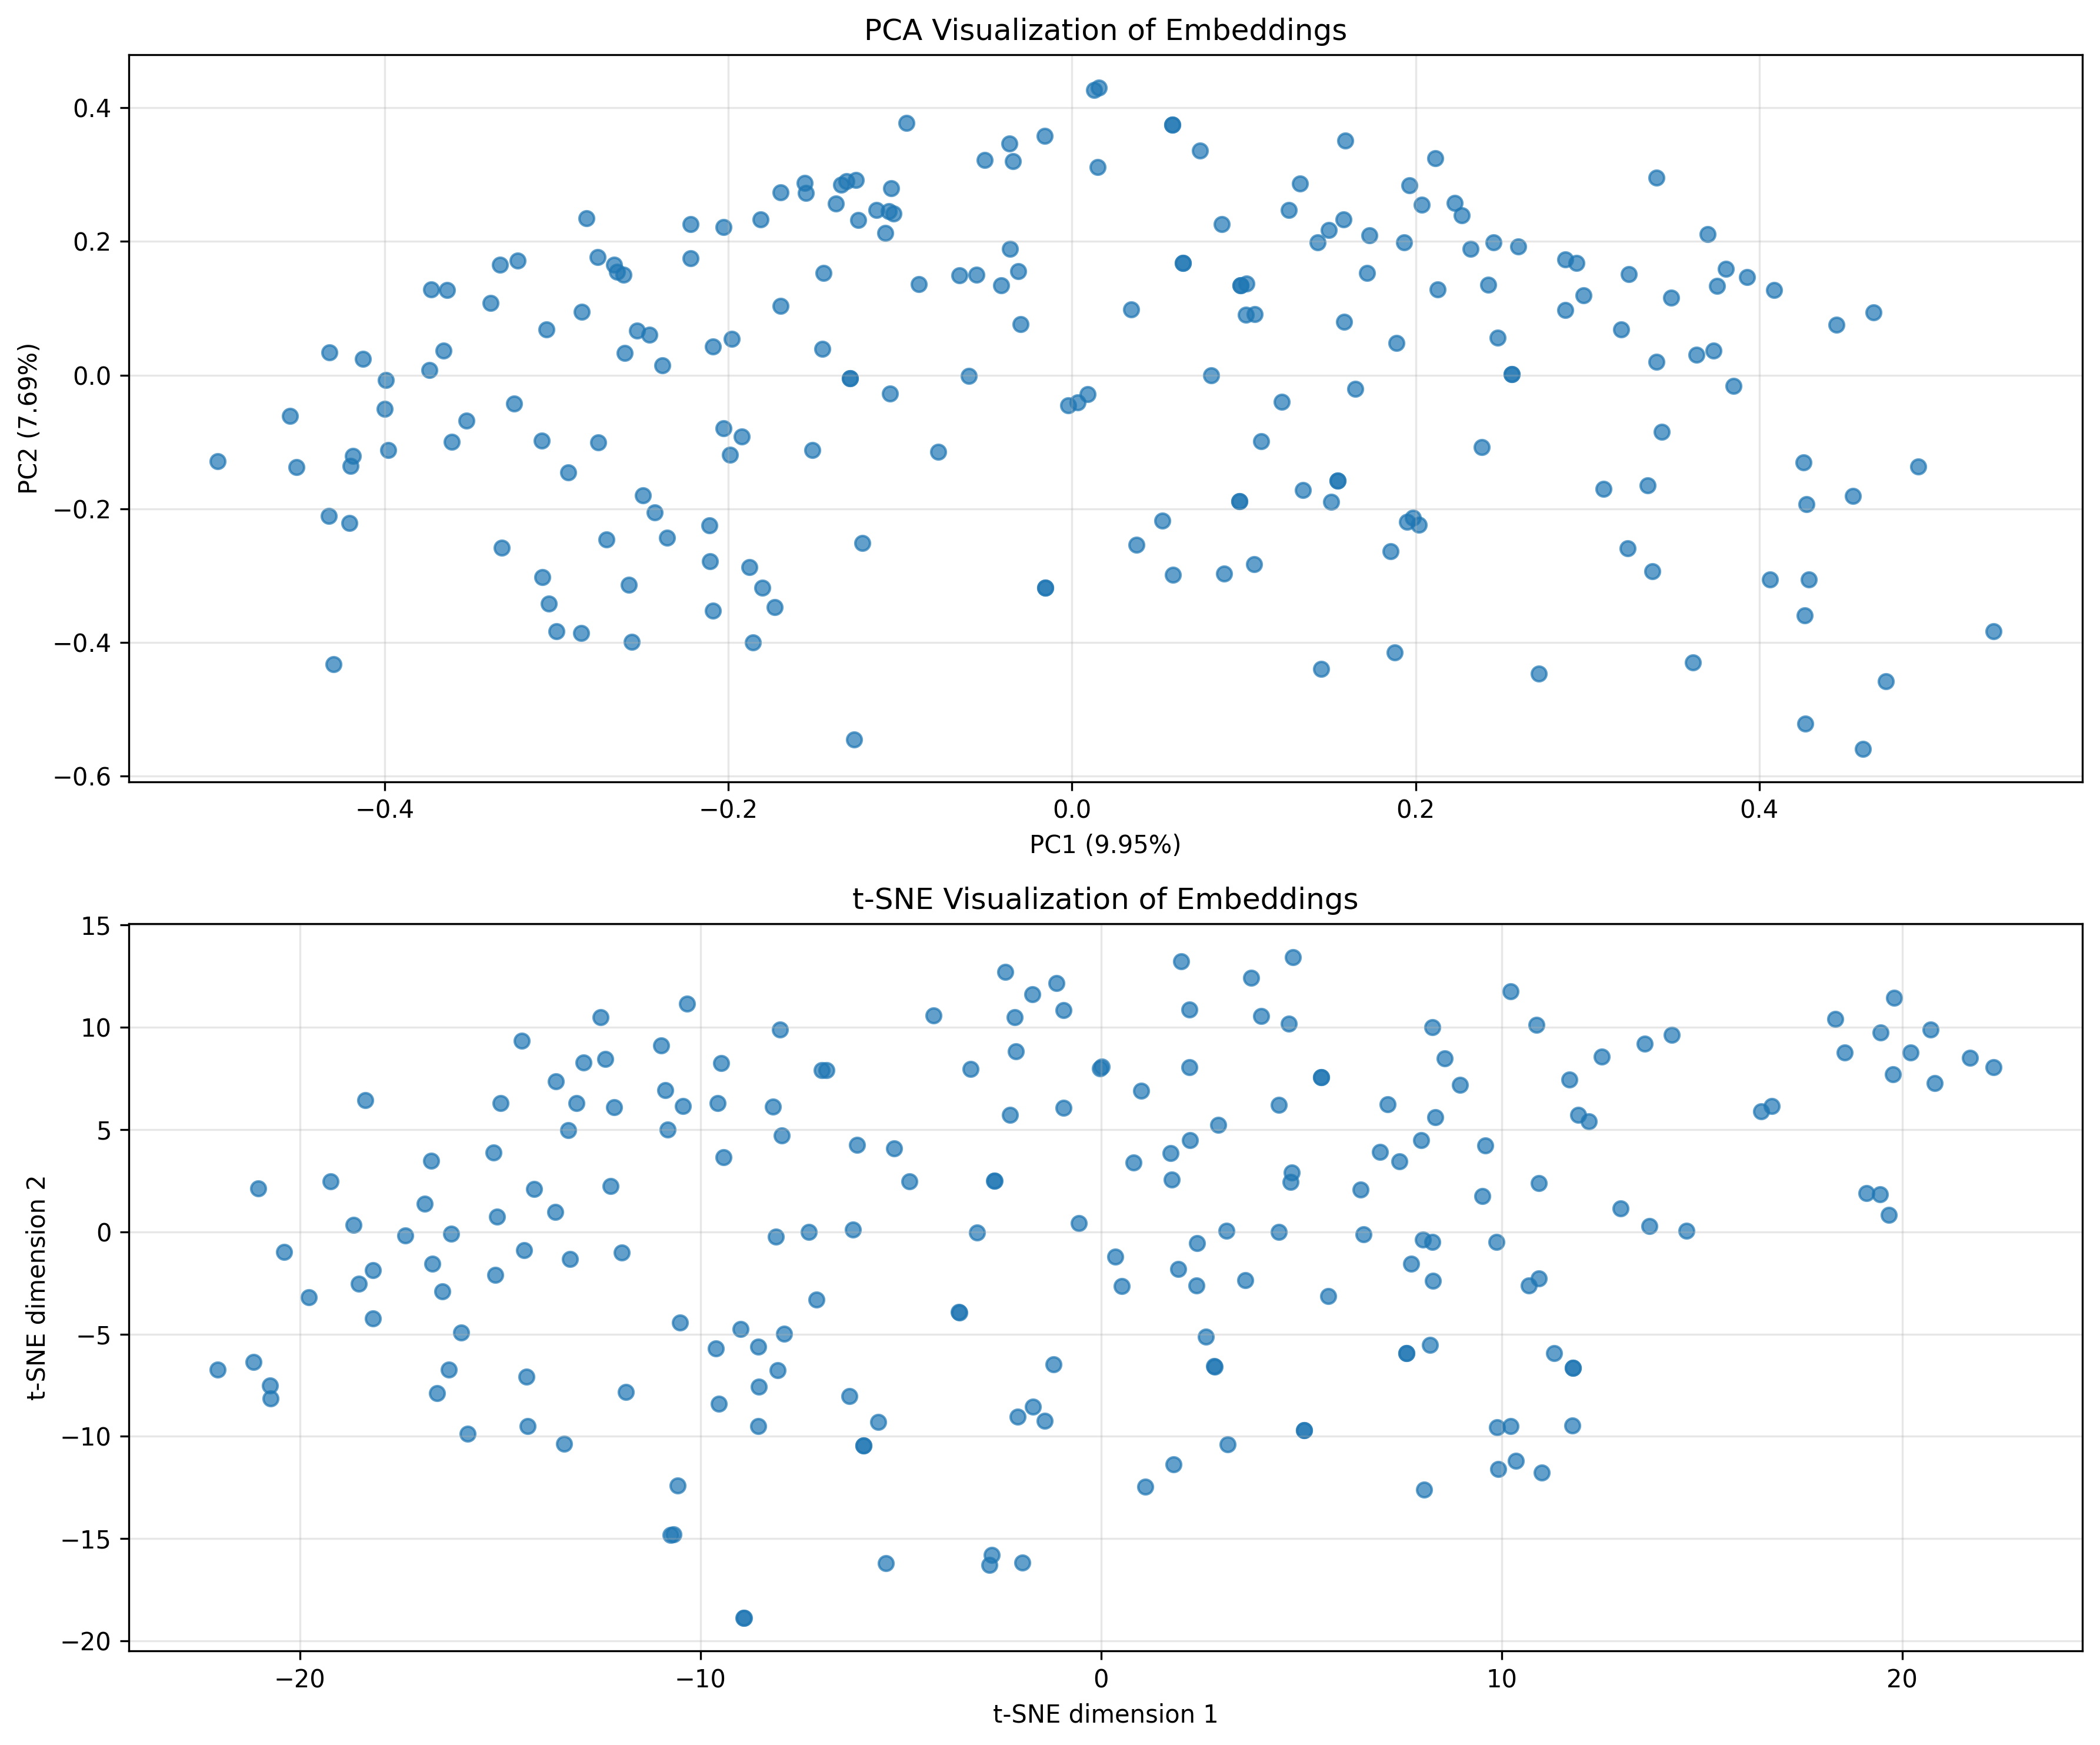 PCA Visualization of Embeddings
0.4
0.2
0.0
−0.2
−0.4
−0.6
PC2 (7.69%)
−0.4 −0.2 0.0 0.2 0.4
PC1 (9.95%)
t-SNE Visualization of Embeddings
15
10
5
0
−5
−10
−15
−20
t-SNE dimension 2
−20 −10 0 10 20
t-SNE dimension 1